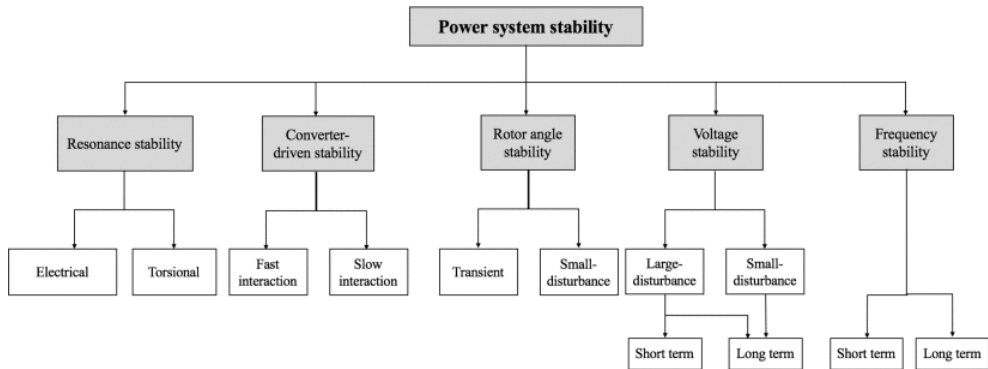 Power system stability
Resonance stability
Converter-
driven stability
Rotor angle
stability
Voltage
stability
Frequency
stability
Electrical
Torsional
Fast
interaction
Slow
interaction
Transient
Small-
disturbance
Large-
disturbance
Small-
disturbance
Short term
Long term
Short term
Long term